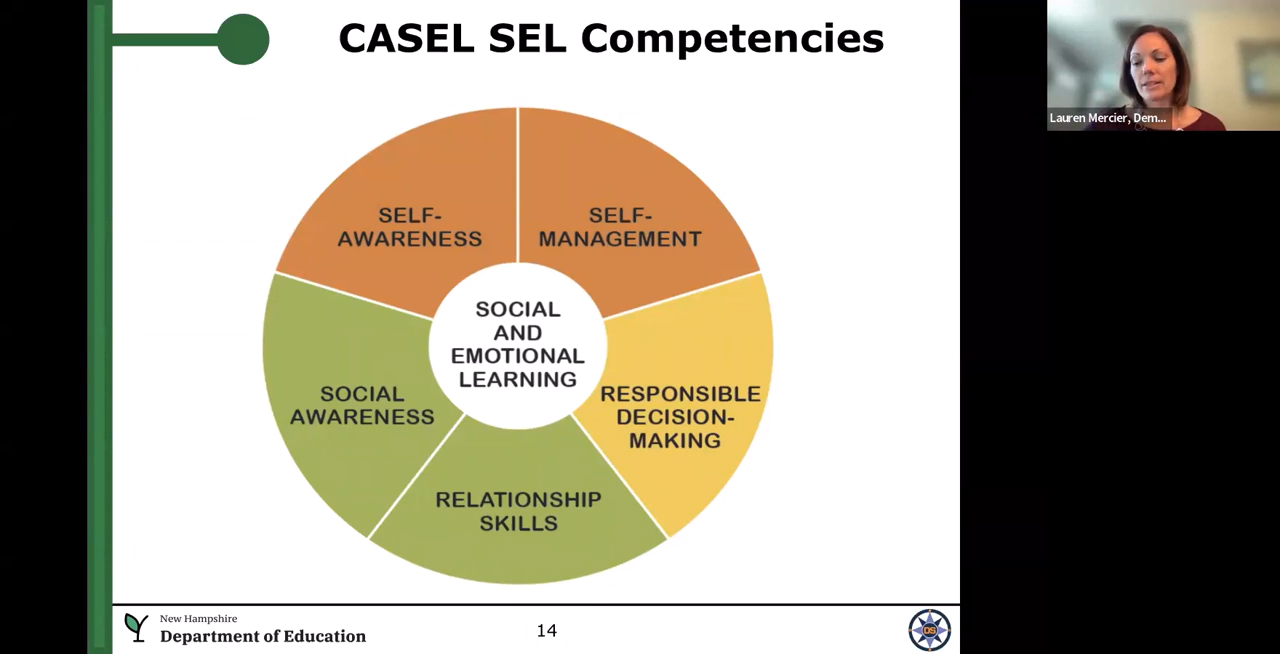 CASEL SEL Competencies
Lauren Mercier, Dem...
SELF-
AWARENESS
SELF-
MANAGEMENT
SOCIAL
AND
EMOTIONAL
LEARNING
SOCIAL
AWARENESS
RESPONSIBLE
DECISION-
MAKING
RELATIONSHIP
SKILLS
New Hampshire
Department of Education
14
DS